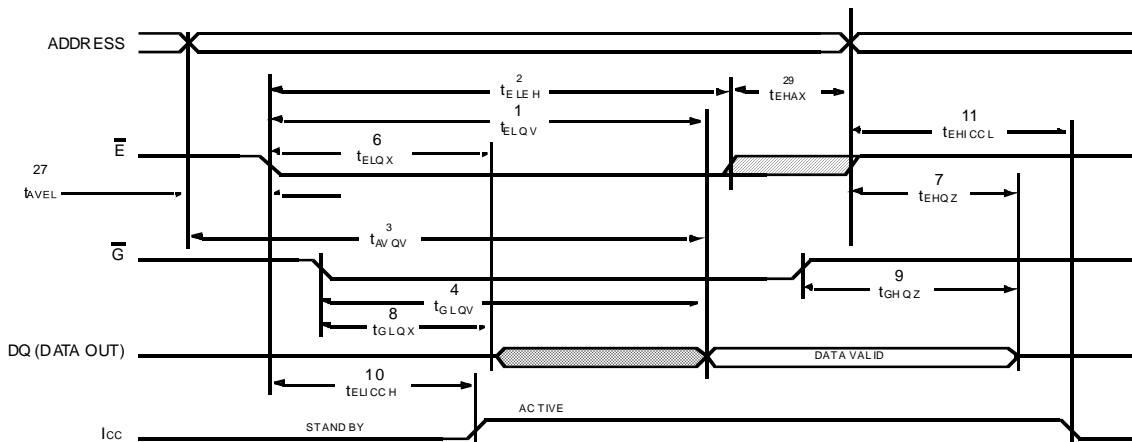 ADDRESS
2
tELEH
29
tEHAX
1
tELQV
11
tEHICCL
6
tELQX
E
27
tAVEL
7
tEHQZ
3
tAVQV
G
4
tGLQV
9
tGHQZ
8
tGLQX
DQ (DATA OUT)
DATA VALID
10
tELICCH
ACTIVE
ICC
STANDBY